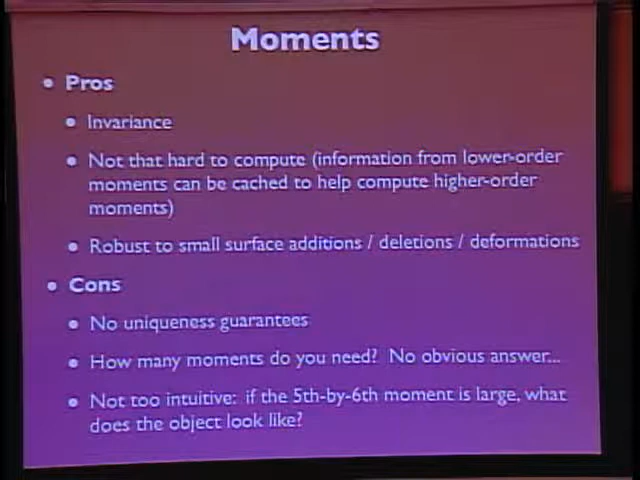 Moments
• Pros
• Invariance
• Not that hard to compute (information from lower-order
moments can be cached to help compute higher-order
moments)
• Robust to small surface additions / deletions / deformations
• Cons
• No uniqueness guarantees
• How many moments do you need? No obvious answer...
• Not too intuitive: if the 5th-by-6th moment is large, what
does the object look like?